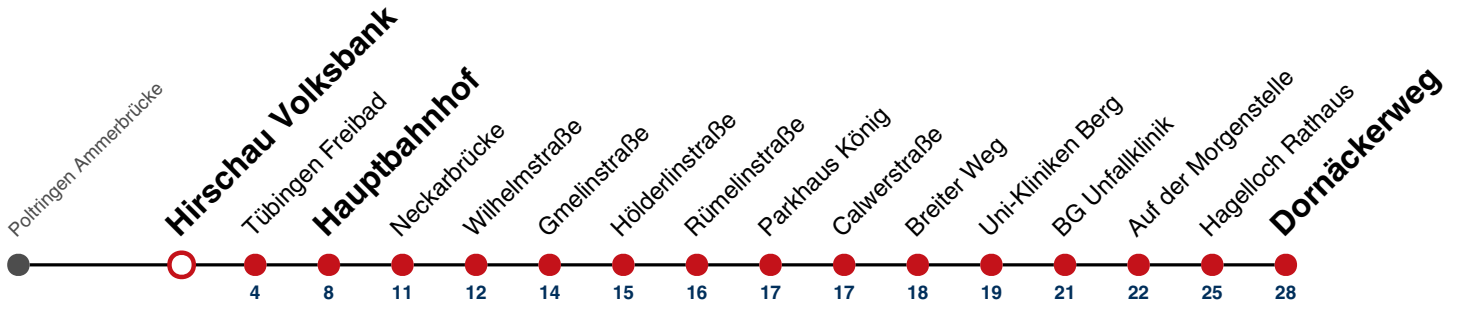 Poltringen Ammerbrücke
Hirschau Volksbank
Tübingen Freibad
Hauptbahnhof
Neckarbrücke
Wilhelmstraße
Gmelinstraße
Hölderlinstraße
Rümelinstraße
Parkhaus König
Calwerstraße
Breiter Weg
Uni-Kliniken Berg
BG Unfallklinik
Auf der Morgenstelle
Hagelloch Rathaus
Dornäckerweg
4 8 11 12 14 15 16 17 17 18 19 21 22 25 28